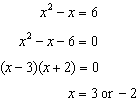 x² − x = 6
x² − x − 6 = 0
(x − 3)(x + 2) = 0
x = 3 or − 2